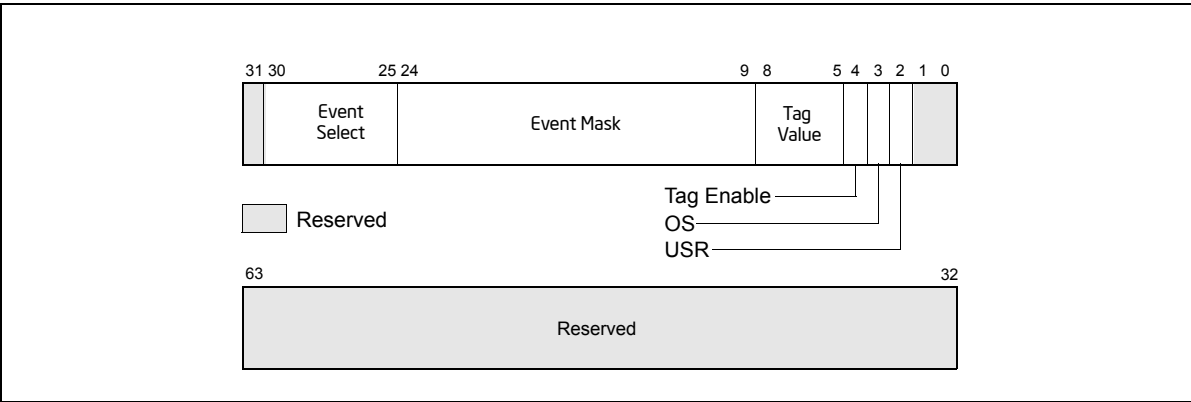 31 30 25 24 9 8 5 4 3 2 1 0
Event
Select
Event Mask
Tag
Value
Tag Enable
OS
USR
Reserved
63 32
Reserved